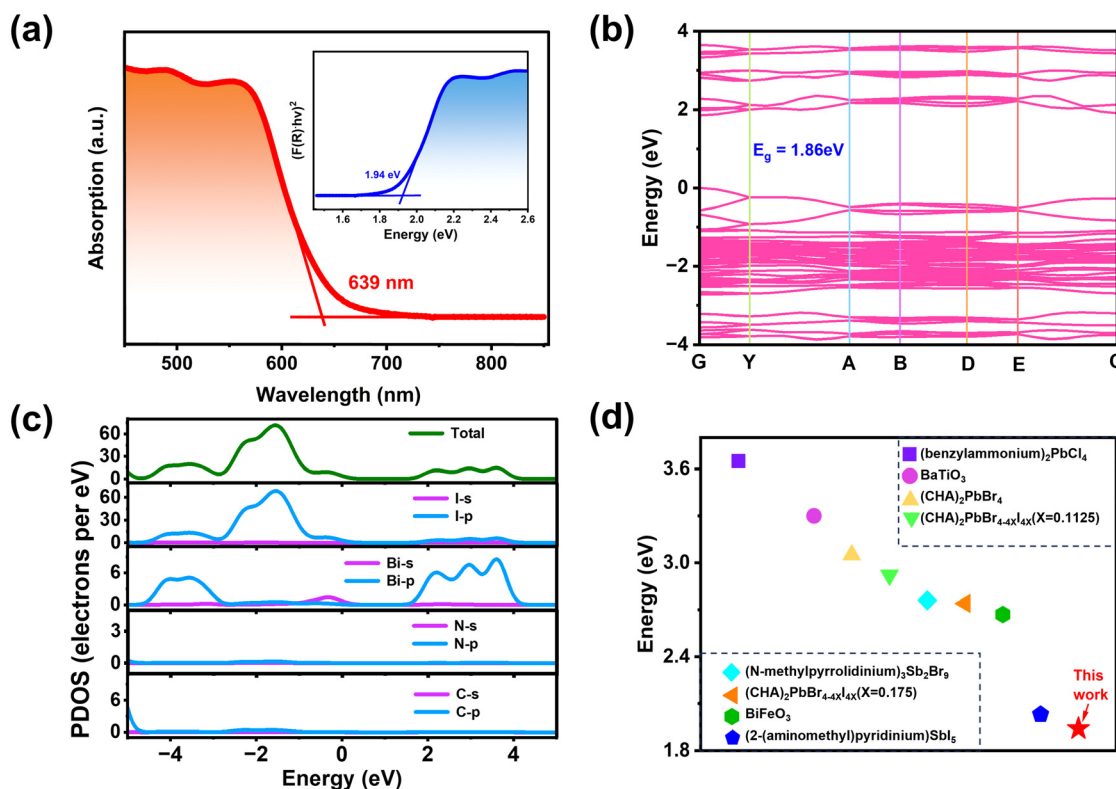 (a)
Absorption (a.u.)
500
600
700
800
Wavelength (nm)
639 nm
(F(R)·hν)²
1.94 eV
1.6
1.8
2.0
2.2
2.4
2.6
Energy (eV)
(b)
Energy (eV)
4
2
0
−2
−4
E_g = 1.86eV
G
Y
A
B
D
E
(c)
PDOS (electrons per eV)
60
30
0
Total
60
30
0
I-s
I-p
6
3
0
Bi-s
Bi-p
3
0
N-s
N-p
6
3
0
C-s
C-p
−4
−2
0
2
4
Energy (eV)
(d)
Energy (eV)
3.6
3.0
2.4
1.8
(benzylammonium)₂PbCl₄
BaTiO₃
(CHA)₂PbBr₄
(CHA)₂PbBr₄₋₄ₓI₄ₓ(X=0.1125)
(N-methylpyrrolidinium)₃Sb₂Br₉
(CHA)₂PbBr₄₋₄ₓI₄ₓ(X=0.175)
BiFeO₃
(2-(aminomethyl)pyridinium)SbI₅
This
work